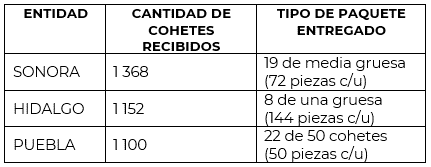 ENTIDAD
CANTIDAD DE
COHETES
RECIBIDOS
TIPO DE PAQUETE
ENTREGADO
SONORA
1 368
19 de media gruesa
(72 piezas c/u)
HIDALGO
1 152
8 de una gruesa
(144 piezas c/u)
PUEBLA
1 100
22 de 50 cohetes
(50 piezas c/u)